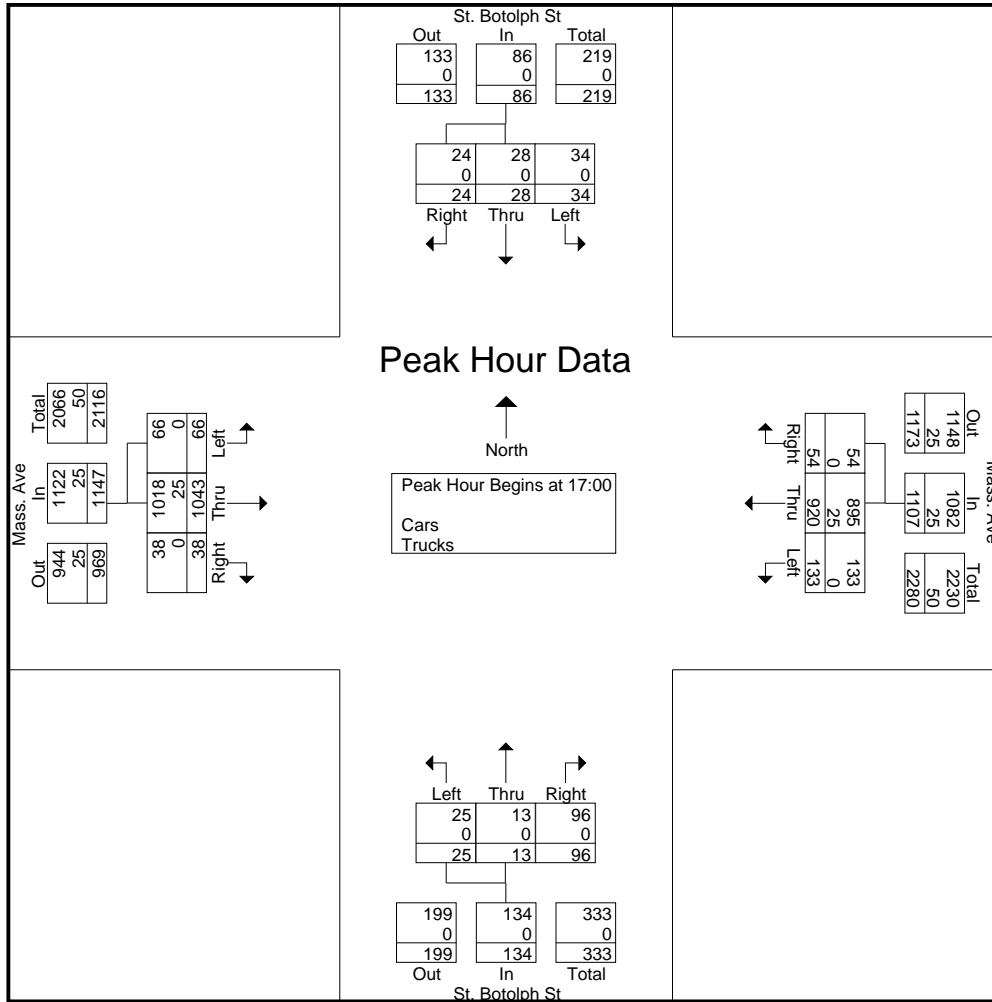 St. Botolph St
Out In Total
133 86 219
0 0 0
133 86 219
24 28 34
0 0 0
24 28 34
Right Thru Left
Peak Hour Data
North
Peak Hour Begins at 17:00
Cars
Trucks
Mass. Ave
Out In Total
944 1122 2066
25 25 50
969 1147 2116
38 1018 66
0 25 0
38 1043 66
Right Thru Left
Mass. Ave
Out In Total
1148 1082 2230
25 25 50
1173 1107 2280
54 895 133
0 25 0
54 920 133
Right Thru Left
Left Thru Right
25 13 96
0 0 0
25 13 96
199 134 333
0 0 0
199 134 333
Out In Total
St. Botolph St